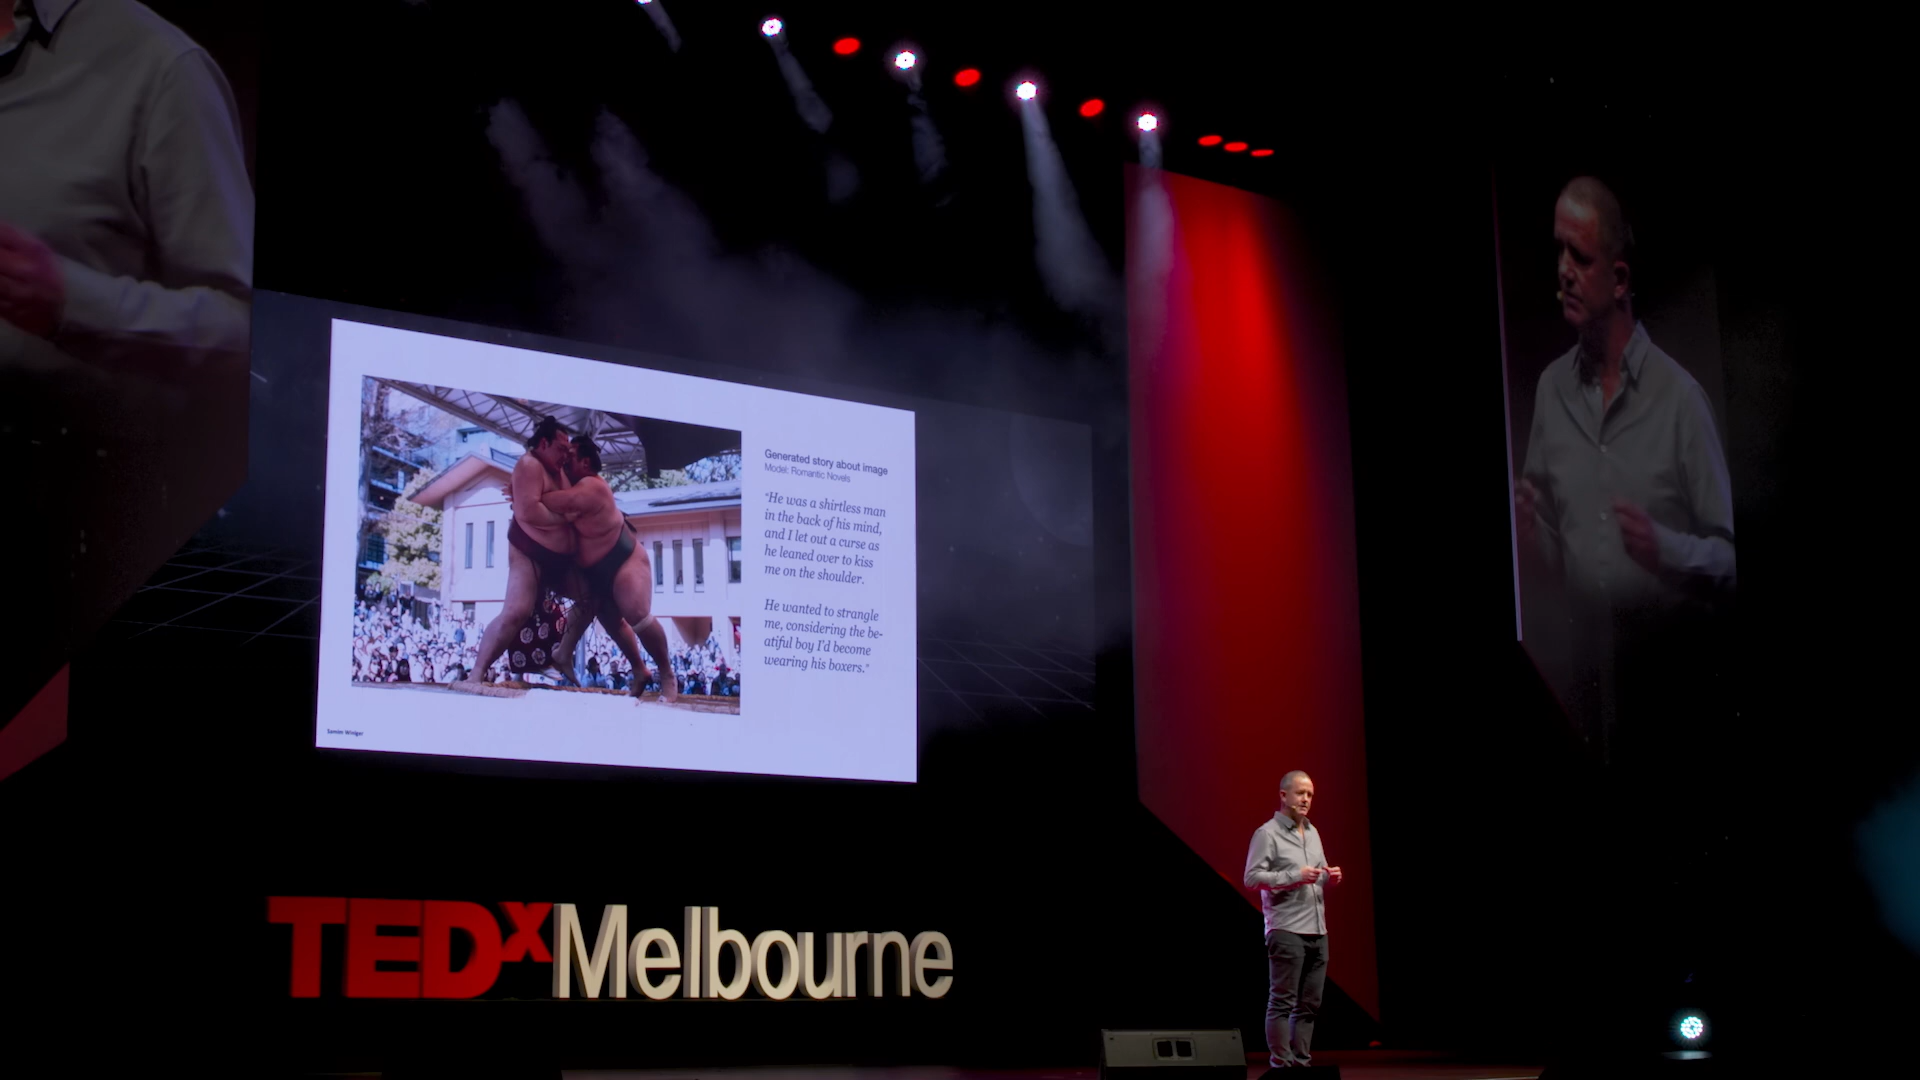 Generated story about image
Model: Romantic Novels
"He was a shirtless man
in the back of his mind,
and I let out a curse as
he leaned over to kiss
me on the shoulder.
He wanted to strangle
me, considering the be-
atiful boy I'd become
wearing his boxers."
Samim Winiger
TEDxMelbourne